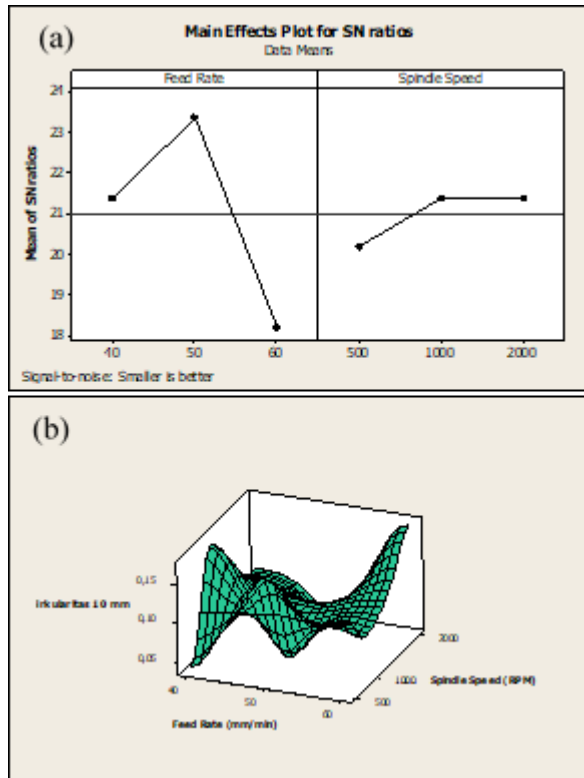 (a)
Main Effects Plot for SN ratios
Data Means
Feed Rate Spindle Speed
Mean of SN ratios
24
23
22
21
20
19
18
40 50 60 500 1000 2000
Signal-to-noise: Smaller is better
(b)
0,15
Irkularitas 10 mm
0,10
0,05
40
50
60
Feed Rate (mm/min)
2000
1000
500
Spindle Speed (RPM)